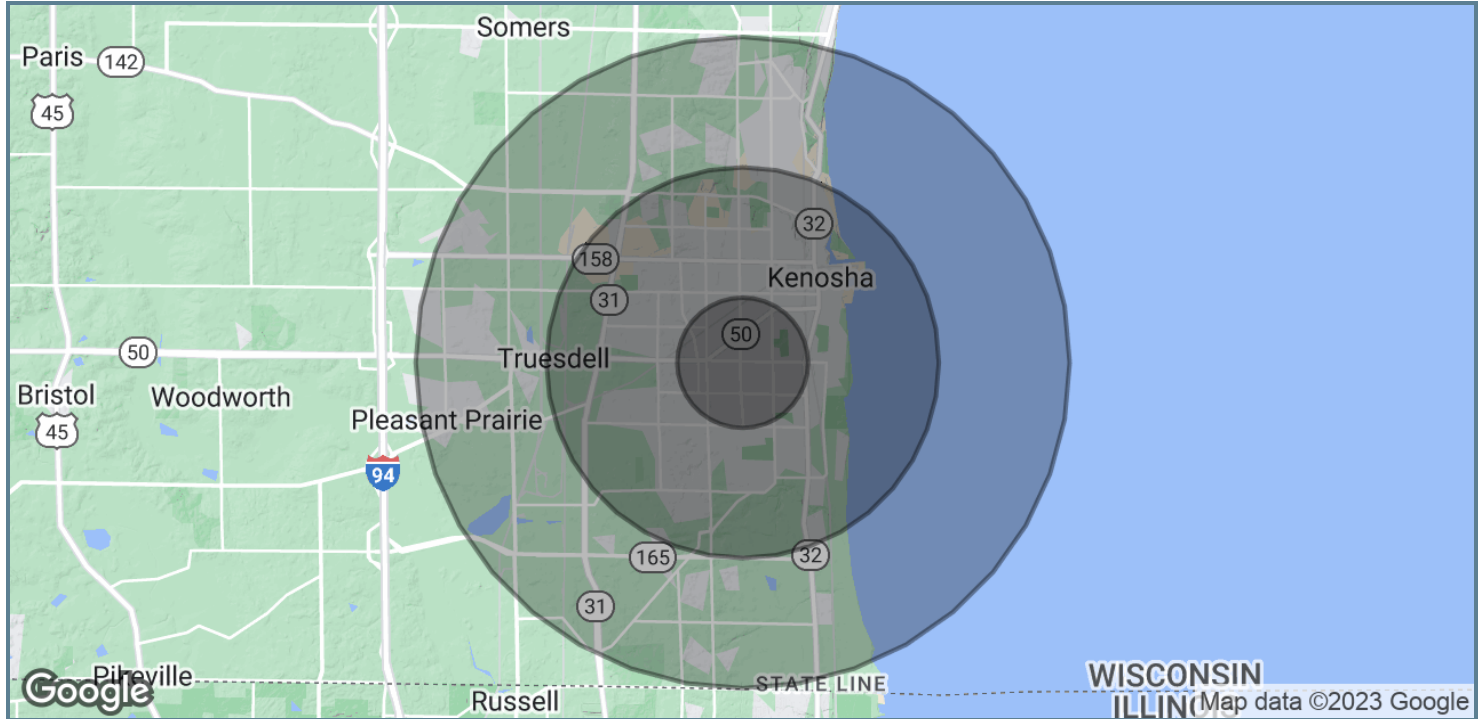 Somers
Paris
142
45
32
158
Kenosha
31
50
50
Truesdell
Bristol
Woodworth
Pleasant Prairie
45
94
165
32
31
WISCONSIN
Pikeville
STATE LINE
Google
Russell
Map data ©2023 Google